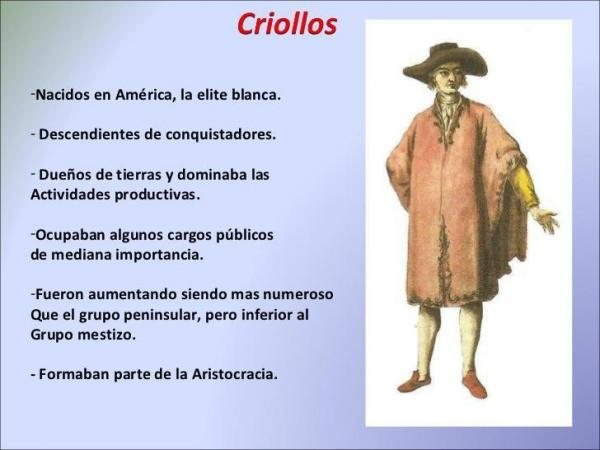 Criollos
-Nacidos en América, la elite blanca.
- Descendientes de conquistadores.
- Dueños de tierras y dominaba las
Actividades productivas.
-Ocupaban algunos cargos públicos
de mediana importancia.
-Fueron aumentando siendo mas numeroso
Que el grupo peninsular, pero inferior al
Grupo mestizo.
- Formaban parte de la Aristocracia.